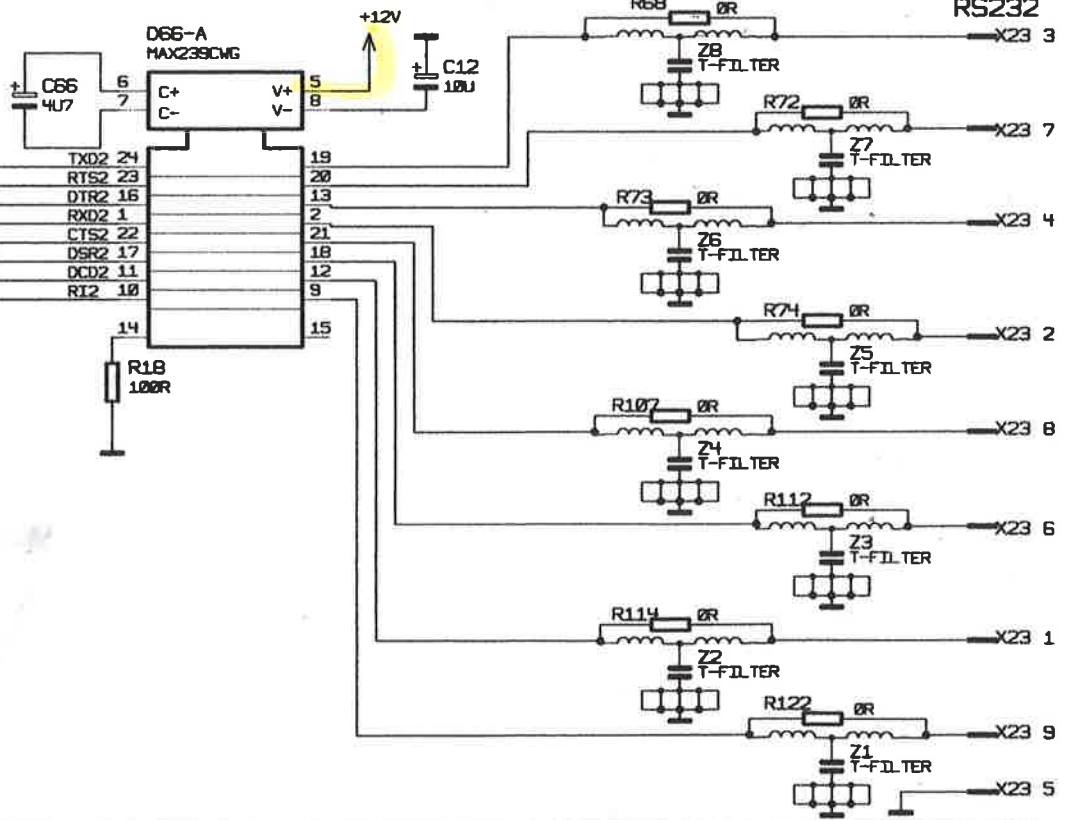 R68 0R
RS232
X23 3
+12V
D66-A
MAX239CWG
C66
4U7
+
6
7
C+
C-
V+
V-
5
8
+
C12
10U
Z8
T-FILTER
R72 0R
X23 7
Z7
T-FILTER
TXD2 24
RTS2 23
DTR2 16
RXD2 1
CTS2 22
DSR2 17
DCD2 11
RI2 10
14
19
20
13
2
21
18
12
9
15
R18
100R
R73 0R
X23 4
Z6
T-FILTER
R74 0R
X23 2
Z5
T-FILTER
R107 0R
X23 8
Z4
T-FILTER
R112 0R
X23 6
Z3
T-FILTER
R114 0R
X23 1
Z2
T-FILTER
R122 0R
X23 9
Z1
T-FILTER
X23 5